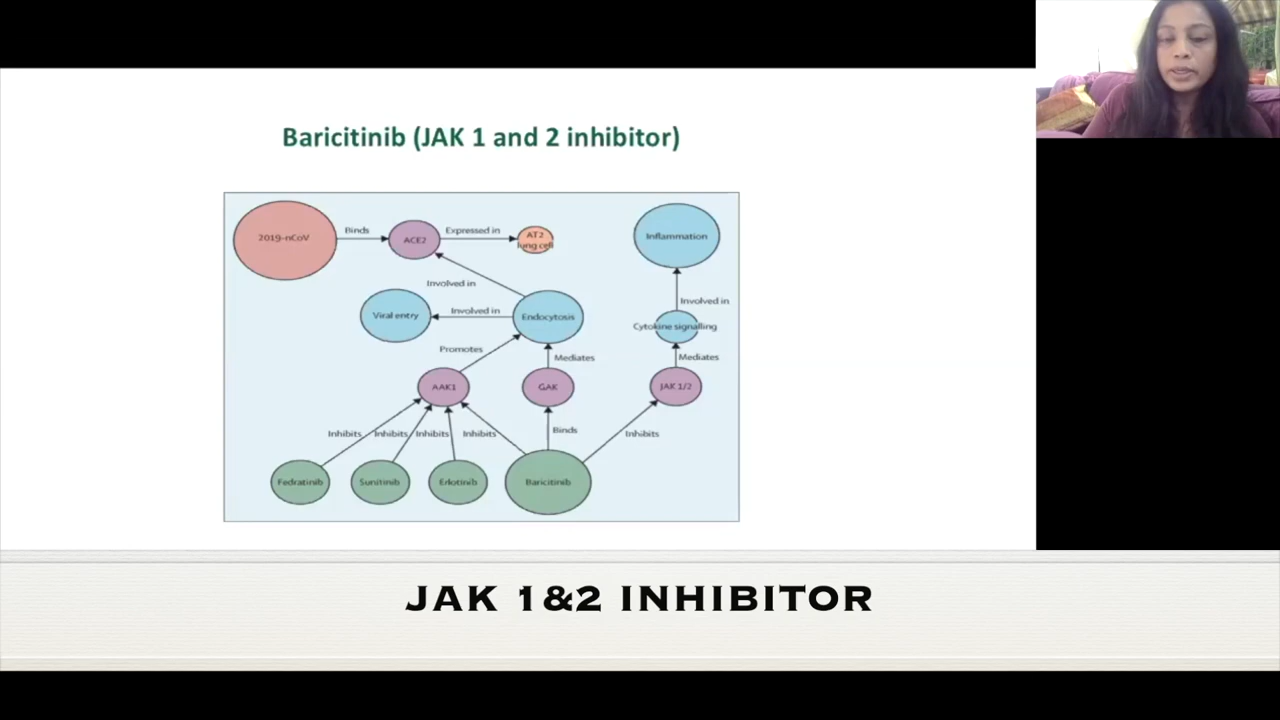 Baricitinib (JAK 1 and 2 inhibitor)
2019-nCoV
Binds
ACE2
Expressed in
AT2
lung cell
Inflammation
Involved in
Involved in
Viral entry
Involved in
Endocytosis
Cytokine signalling
Promotes
Mediates
Mediates
AAK1
GAK
JAK 1/2
Inhibits
Inhibits
Inhibits
Inhibits
Binds
Inhibits
Fedratinib
Sunitinib
Erlotinib
Baricitinib
JAK 1&2 INHIBITOR